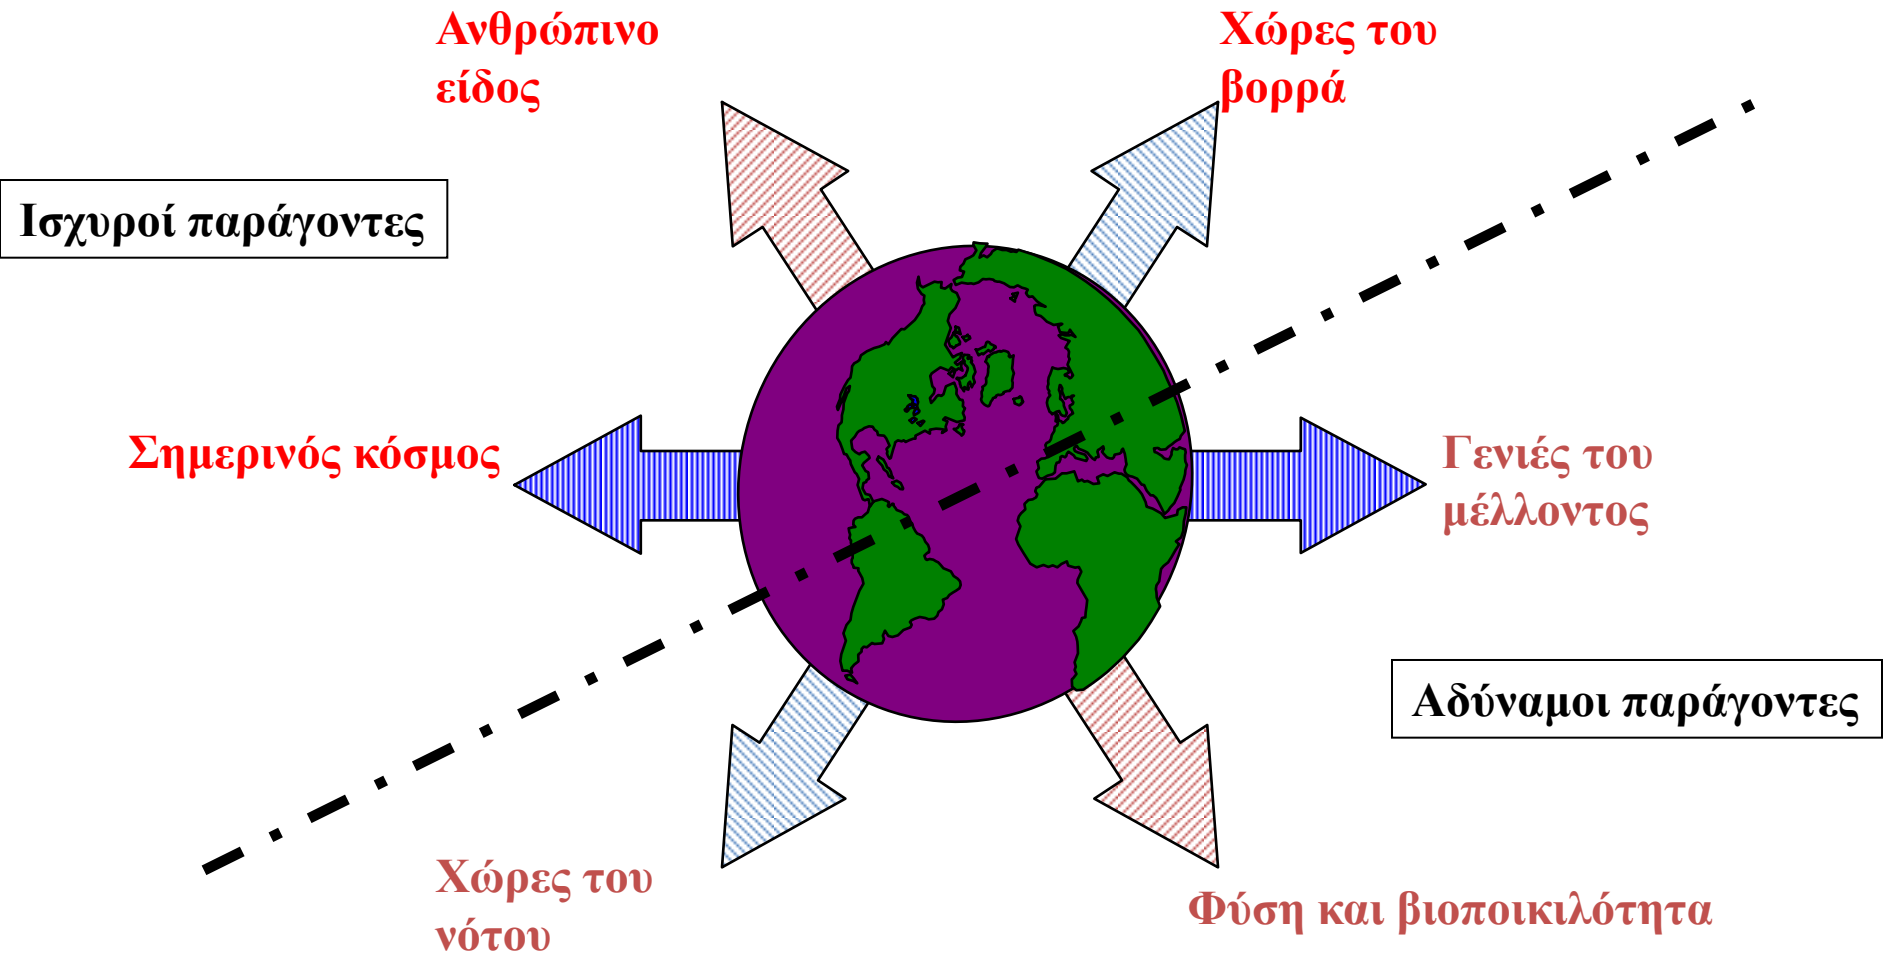 Ανθρώπινο
είδος
Χώρες του
βορρά
Ισχυροί παράγοντες
Σημερινός κόσμος
Γενιές του
μέλλοντος
Αδύναμοι παράγοντες
Χώρες του
νότου
Φύση και βιοποικιλότητα